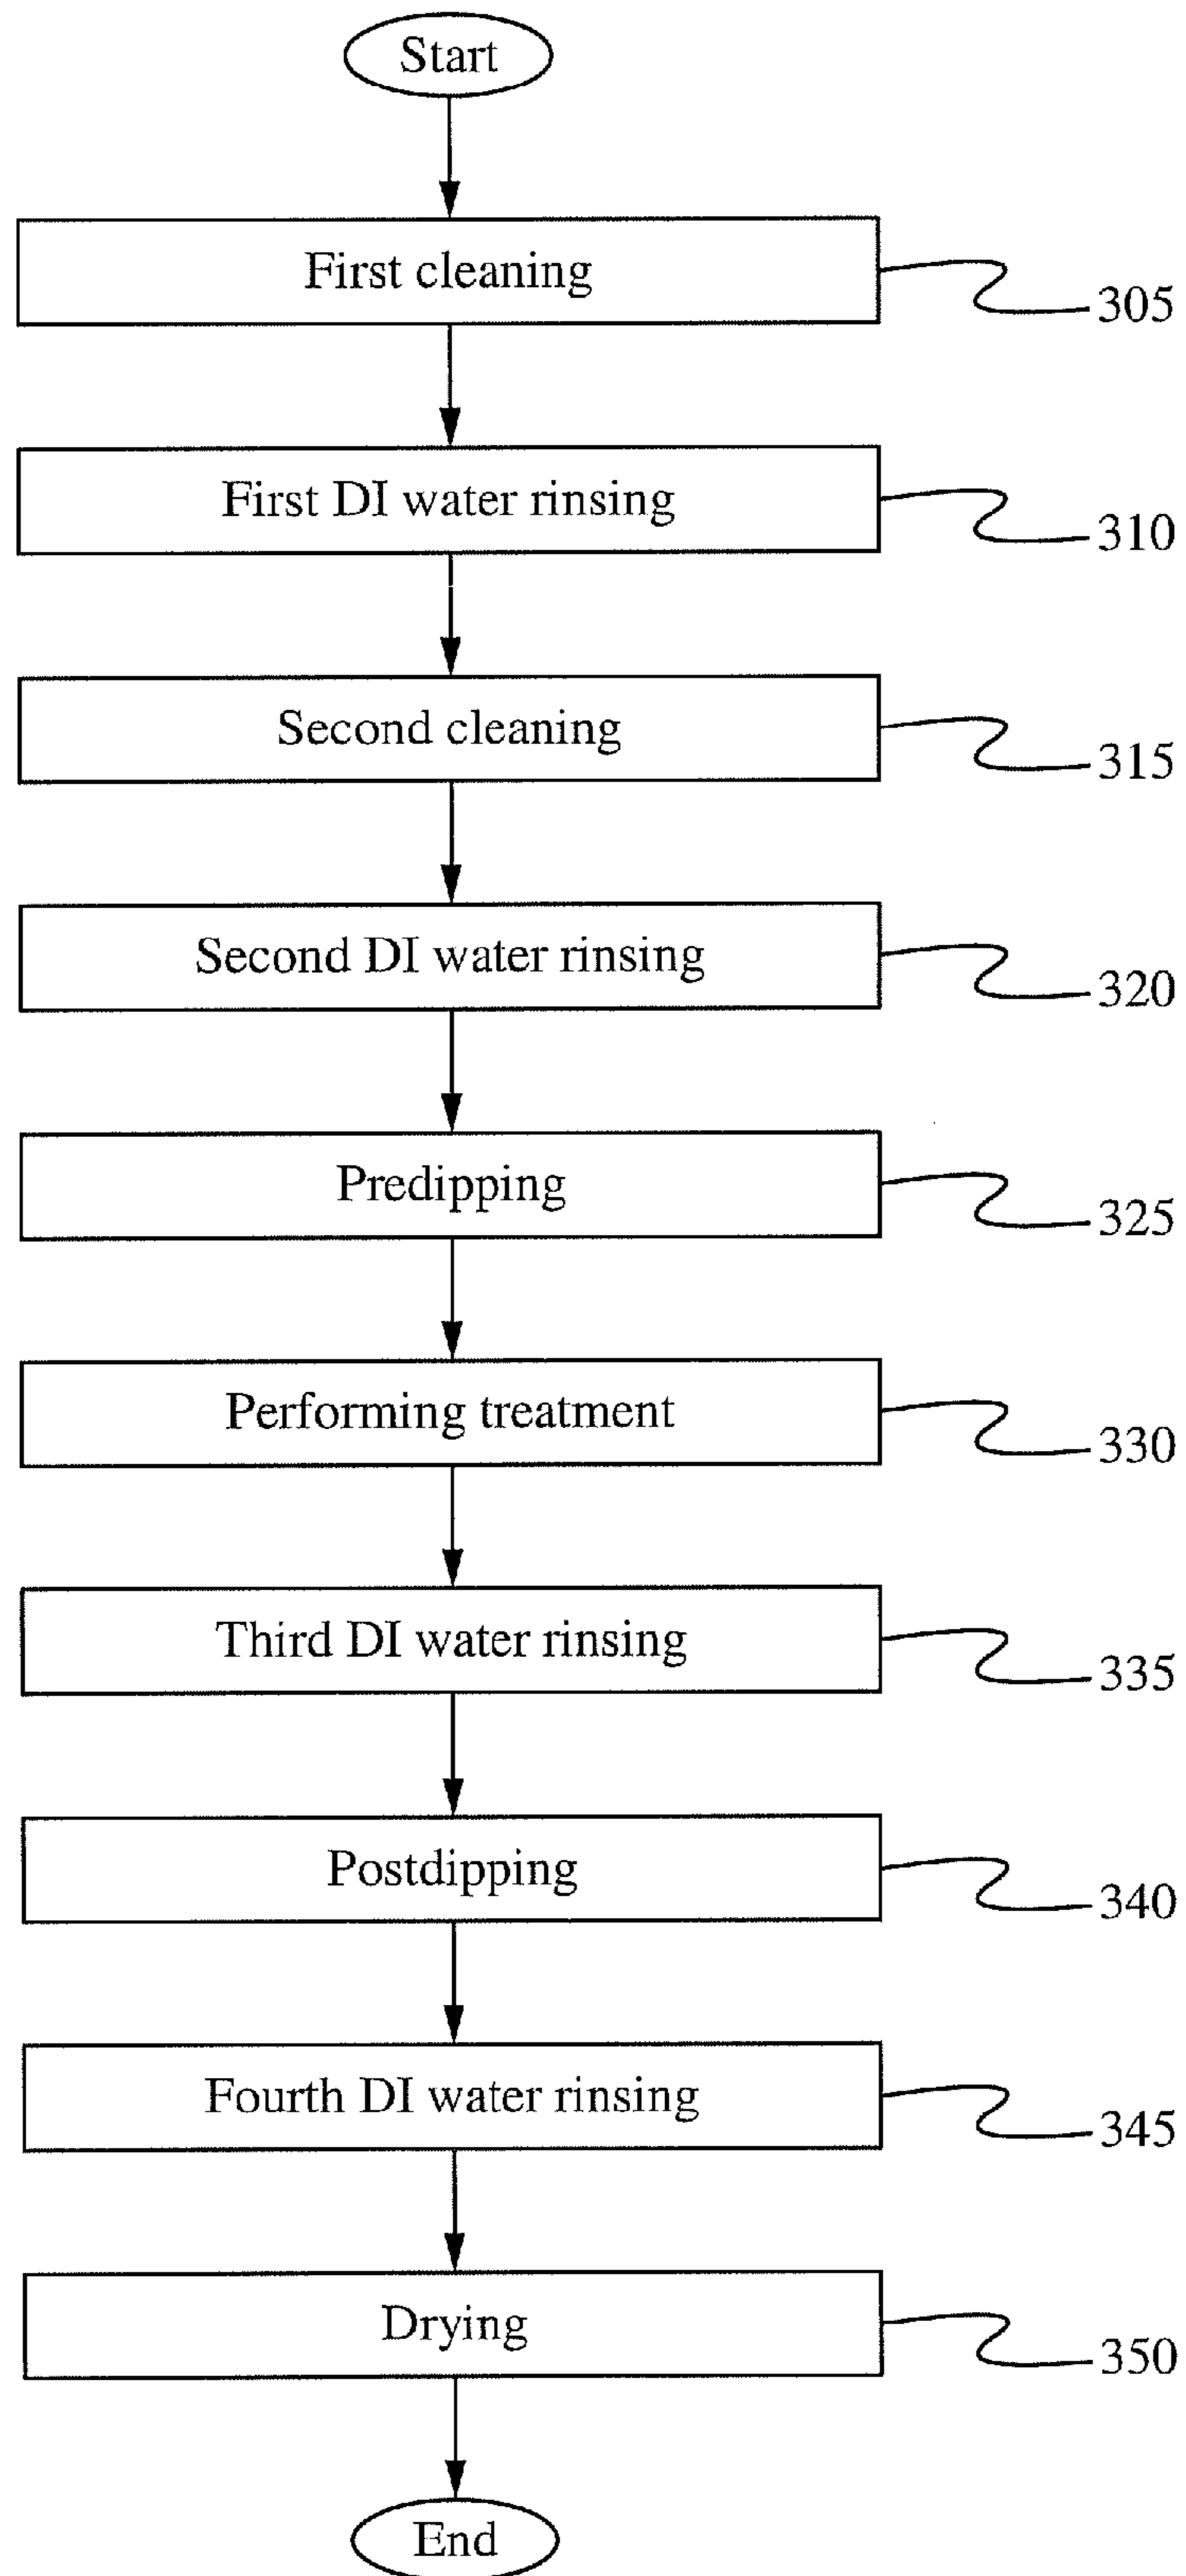 Start
First cleaning
305
First DI water rinsing
310
Second cleaning
315
Second DI water rinsing
320
Predipping
325
Performing treatment
330
Third DI water rinsing
335
Postdipping
340
Fourth DI water rinsing
345
Drying
350
End